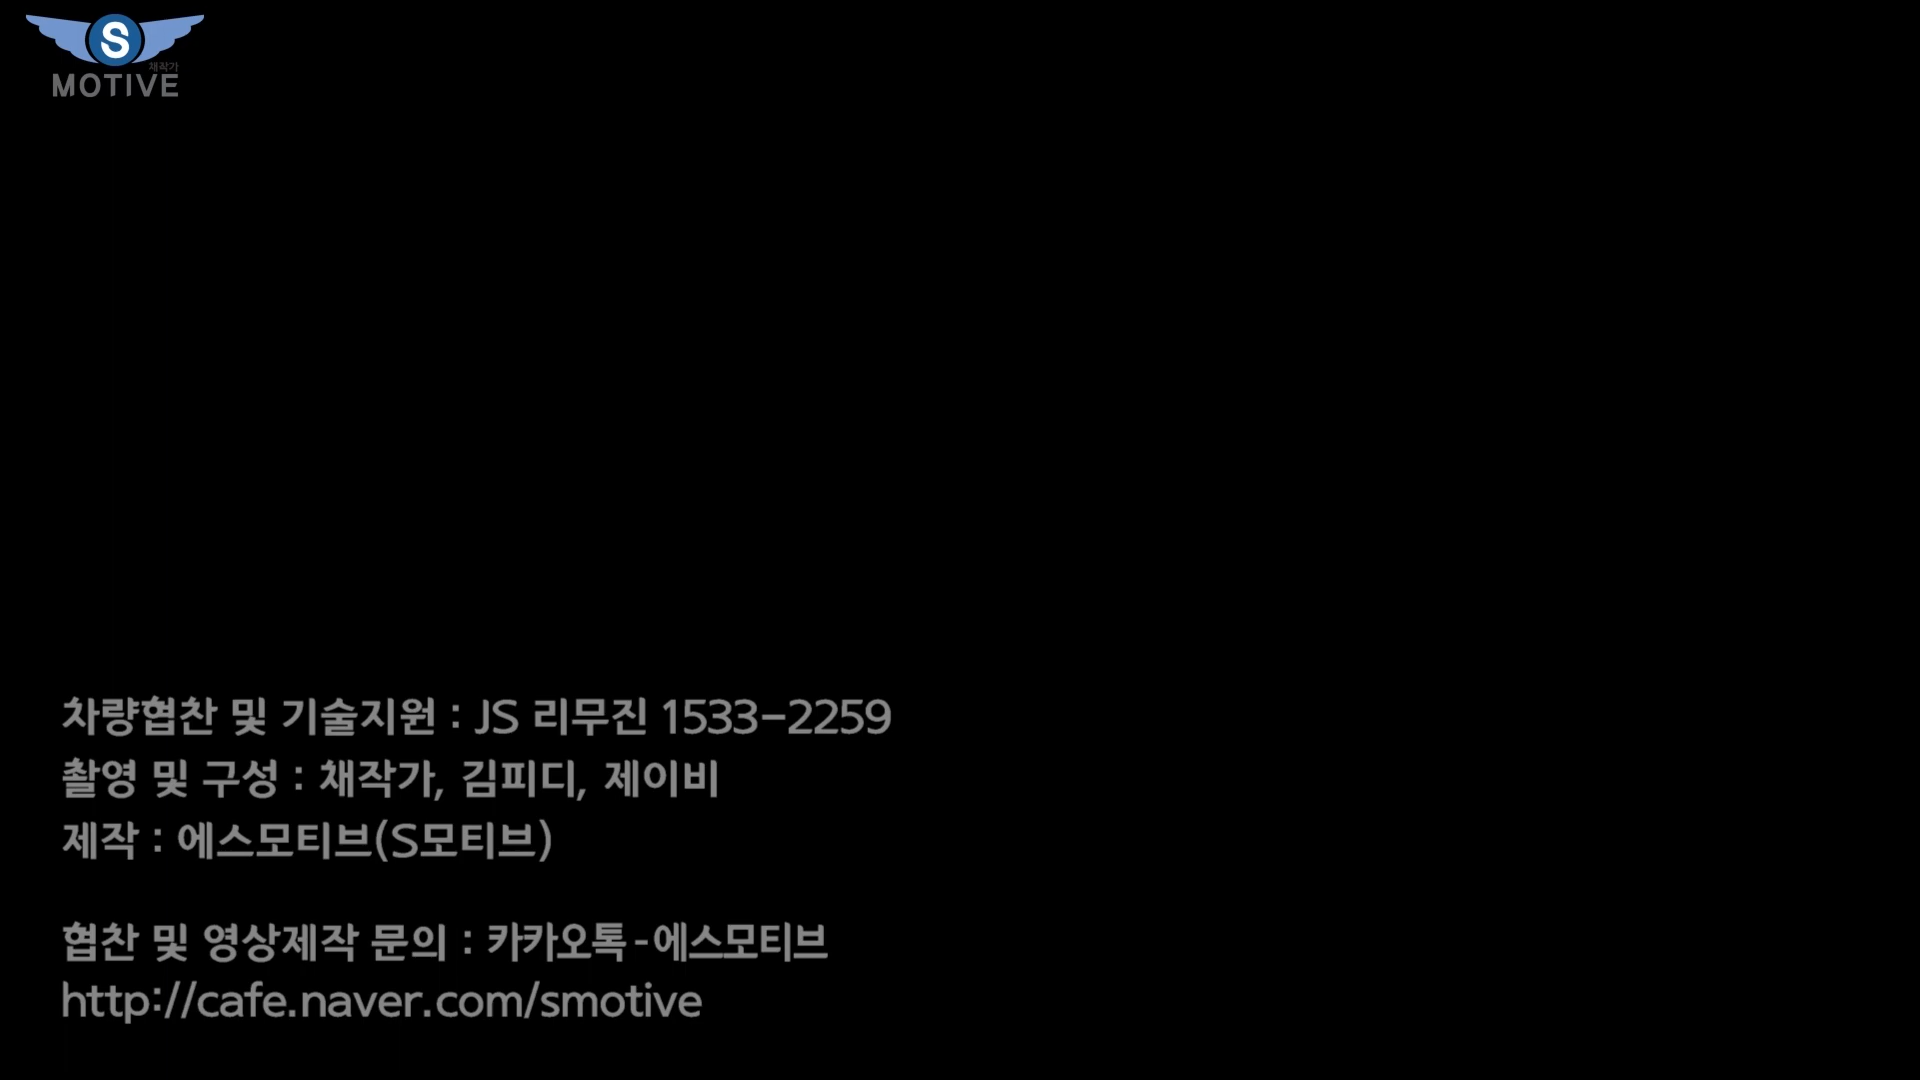 S
채작가
MOTIVE
차량협찬 및 기술지원 : JS 리무진 1533-2259
촬영 및 구성 : 채작가, 김피디, 제이비
제작 : 에스모티브(S모티브)
협찬 및 영상제작 문의 : 카카오톡-에스모티브
http://cafe.naver.com/smotive